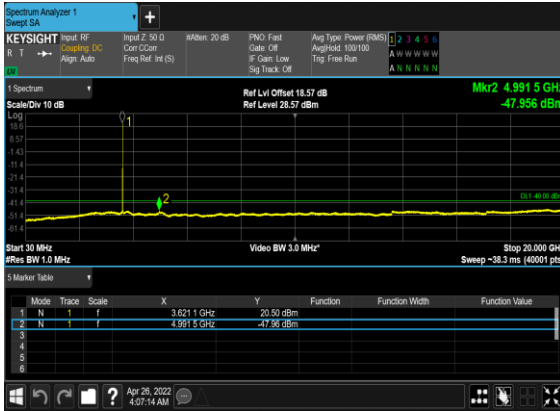 Spectrum Analyzer 1
Swept SA
+
KEYSIGHT Input: RF Input Z: 50 Ω #Atten: 20 dB PNO: Fast Avg Type: Power (RMS) 1 2 3 4 5 6
R T Coupling: DC Corr CCorr Gate: Off Avg|Hold: 100/100 A W W W W W
Align: Auto Freq Ref: Int (S) IF Gain: Low Trig: Free Run
Sig Track: Off A N N N N N
1 Spectrum Ref Lvl Offset 18.57 dB Mkr2 4.991 5 GHz
Scale/Div 10 dB Ref Level 28.57 dBm -47.956 dBm
Log
18.6 1
8.57
-1.43
-11.4
-21.4
-31.4
DL1 -40.00 dBm
-41.4 2
-51.4
-61.4
Start 30 MHz Video BW 3.0 MHz* Stop 20.000 GH
#Res BW 1.0 MHz Sweep ~38.3 ms (40001 pts
5 Marker Table
Mode Trace Scale X Y Function Function Width Function Value
1 N 1 f 3.621 1 GHz 20.50 dBm
2 N 1 f 4.991 5 GHz -47.96 dBm
3
4
5
6
? Apr 26, 2022
4:07:14 AM